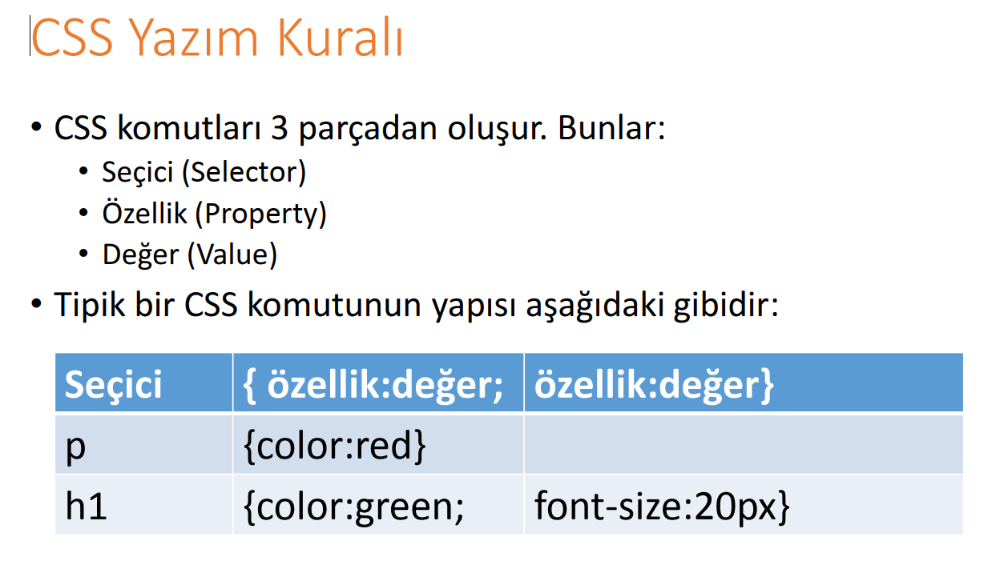 CSS Yazım Kuralı
• CSS komutları 3 parçadan oluşur. Bunlar:
• Seçici (Selector)
• Özellik (Property)
• Değer (Value)
• Tipik bir CSS komutunun yapısı aşağıdaki gibidir:
Seçici { özellik:değer; özellik:değer}
p {color:red}
h1 {color:green; font-size:20px}